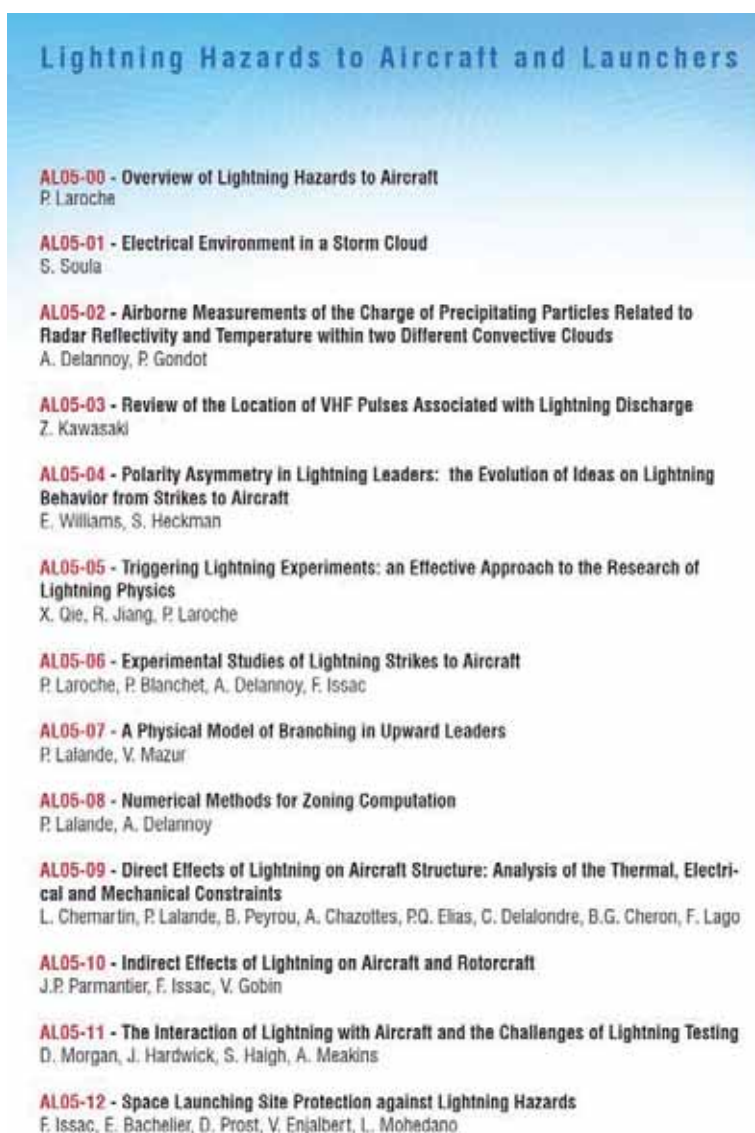 Lightning Hazards to Aircraft and Launchers
AL05-00 - Overview of Lightning Hazards to Aircraft
P. Laroche
AL05-01 - Electrical Environment in a Storm Cloud
S. Soula
AL05-02 - Airborne Measurements of the Charge of Precipitating Particles Related to
Radar Reflectivity and Temperature within two Different Convective Clouds
A. Delannoy, P. Gondot
AL05-03 - Review of the Location of VHF Pulses Associated with Lightning Discharge
Z. Kawasaki
AL05-04 - Polarity Asymmetry in Lightning Leaders: the Evolution of Ideas on Lightning
Behavior from Strikes to Aircraft
E. Williams, S. Heckman
AL05-05 - Triggering Lightning Experiments: an Effective Approach to the Research of
Lightning Physics
X. Qie, R. Jiang, P. Laroche
AL05-06 - Experimental Studies of Lightning Strikes to Aircraft
P. Laroche, P. Blanchet, A. Delannoy, F. Issac
AL05-07 - A Physical Model of Branching in Upward Leaders
P. Lalande, V. Mazur
AL05-08 - Numerical Methods for Zoning Computation
P. Lalande, A. Delannoy
AL05-09 - Direct Effects of Lightning on Aircraft Structure: Analysis of the Thermal, Electri-
cal and Mechanical Constraints
L. Chemartin, P. Lalande, B. Peyrou, A. Chazottes, P.Q. Elias, C. Delalondre, B.G. Cheron, F. Lago
AL05-10 - Indirect Effects of Lightning on Aircraft and Rotorcraft
J.P. Parmantier, F. Issac, V. Gobin
AL05-11 - The Interaction of Lightning with Aircraft and the Challenges of Lightning Testing
D. Morgan, J. Hardwick, S. Haigh, A. Meakins
AL05-12 - Space Launching Site Protection against Lightning Hazards
F. Issac, E. Bachelier, D. Prost, V. Enjalbert, L. Mohedano